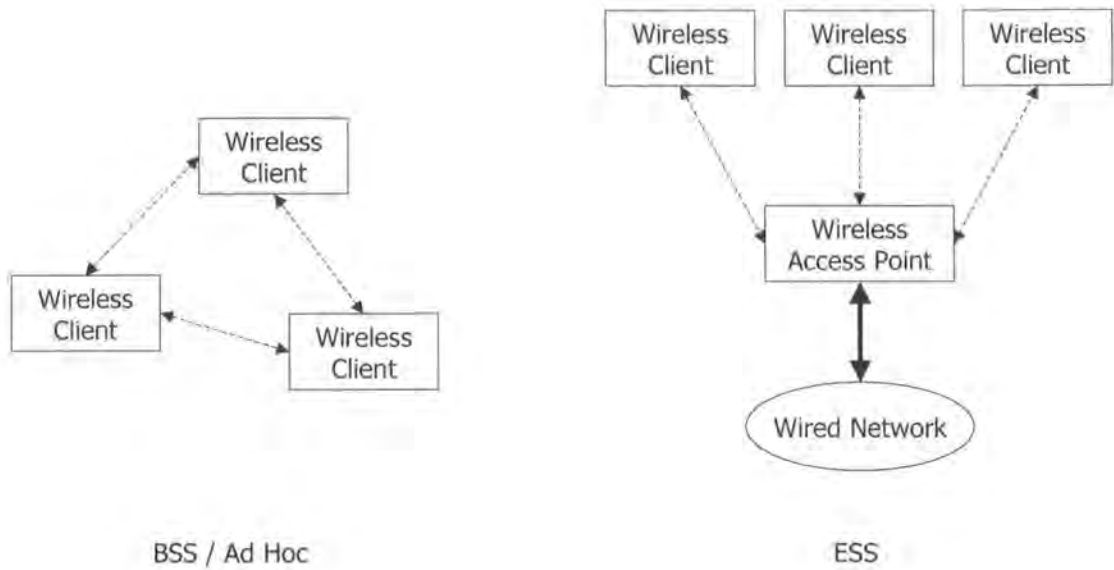 Wireless
Client
Wireless
Client
Wireless
Client
BSS / Ad Hoc
Wireless
Client
Wireless
Client
Wireless
Client
Wireless
Access Point
Wired Network
ESS